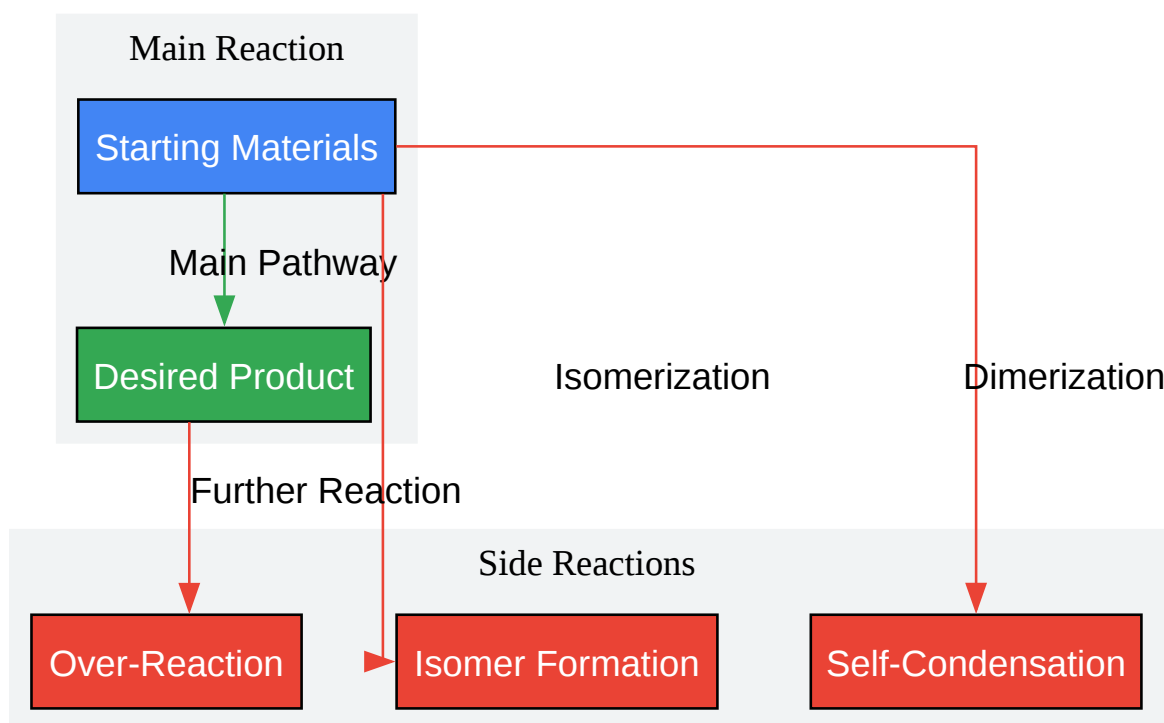 Main Reaction
Starting Materials
Main Pathway
Desired Product
Isomerization
Dimerization
Further Reaction
Side Reactions
Over-Reaction
Isomer Formation
Self-Condensation